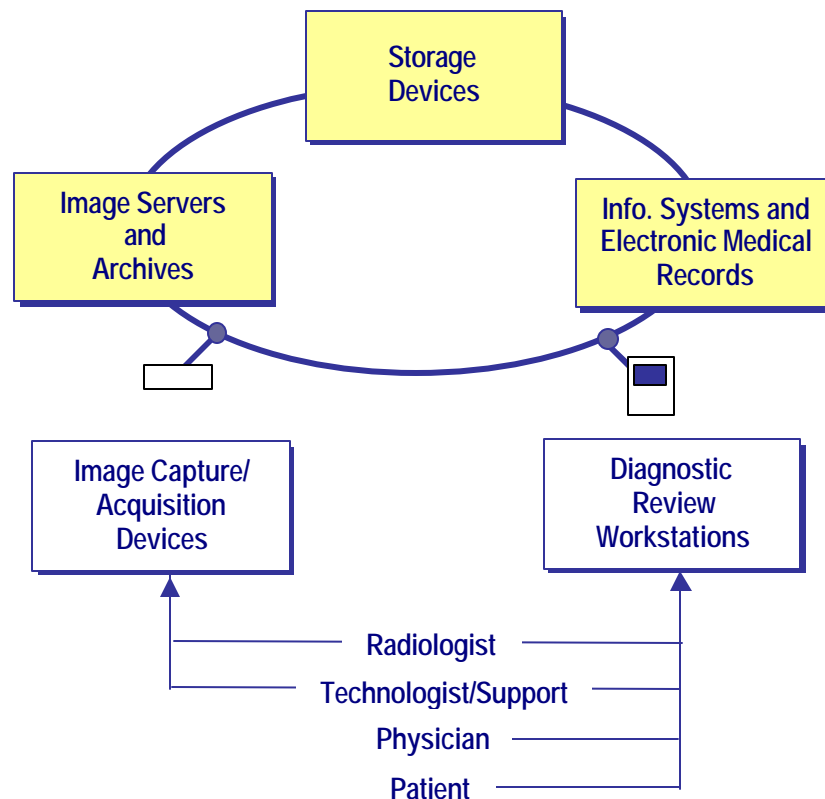 Storage
Devices
Image Servers
and
Archives
Info. Systems and
Electronic Medical
Records
Image Capture/
Acquisition
Devices
Diagnostic
Review
Workstations
Radiologist
Technologist/Support
Physician
Patient